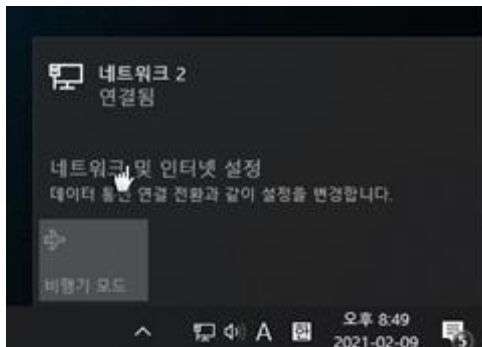 네트워크 2
연결됨
네트워크 및 인터넷 설정
데이터 통신 연결 전환과 같이 설정을 변경합니다.
비행기 모드
A 한 오후 8:49
2021-02-09 5